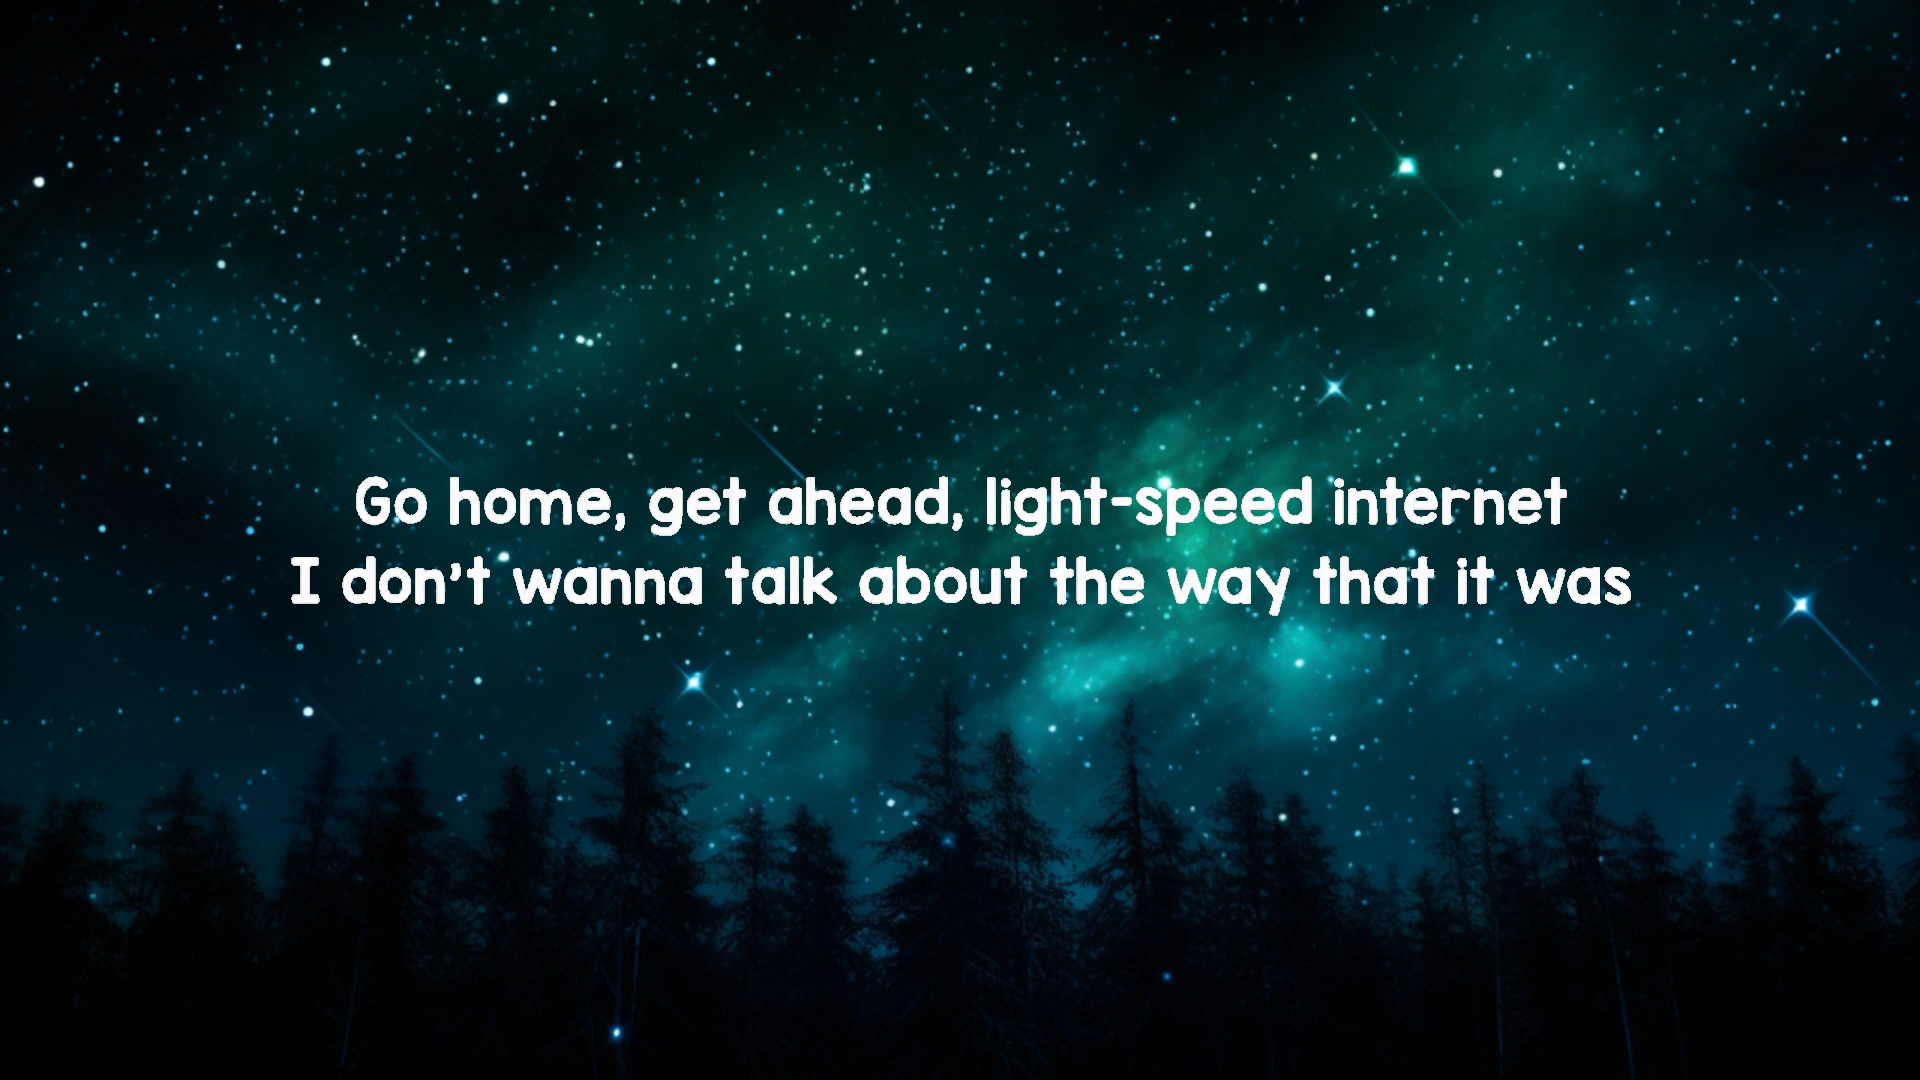 Go home, get ahead, light-speed internet
I don't wanna talk about the way that it was